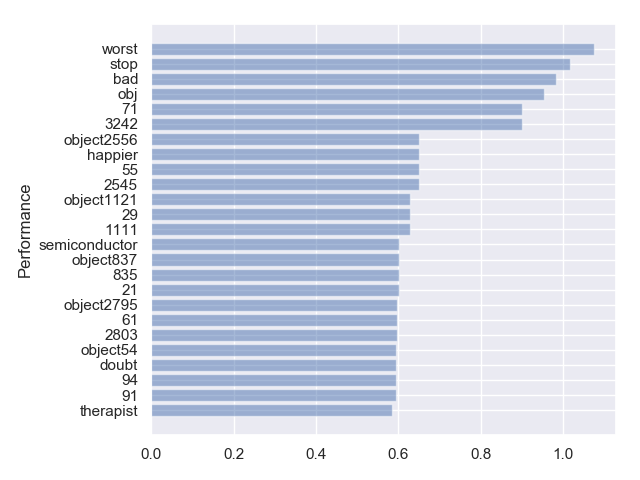 worst
stop
bad
obj
71
3242
object2556
happier
55
2545
object1121
29
1111
semiconductor
object837
835
21
object2795
61
2803
object54
doubt
94
91
therapist
Performance
0.0 0.2 0.4 0.6 0.8 1.0